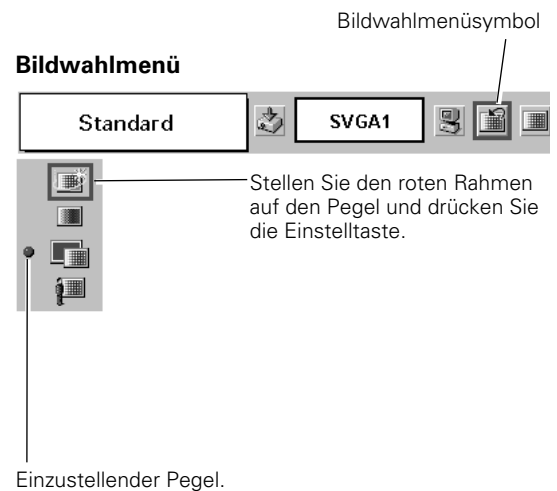 Bildwahlmenüsymbol
Bildwahlmenü
Standard
SVGA1
Stellen Sie den roten Rahmen
auf den Pegel und drücken Sie
die Einstelltaste.
Einzustellender Pegel.